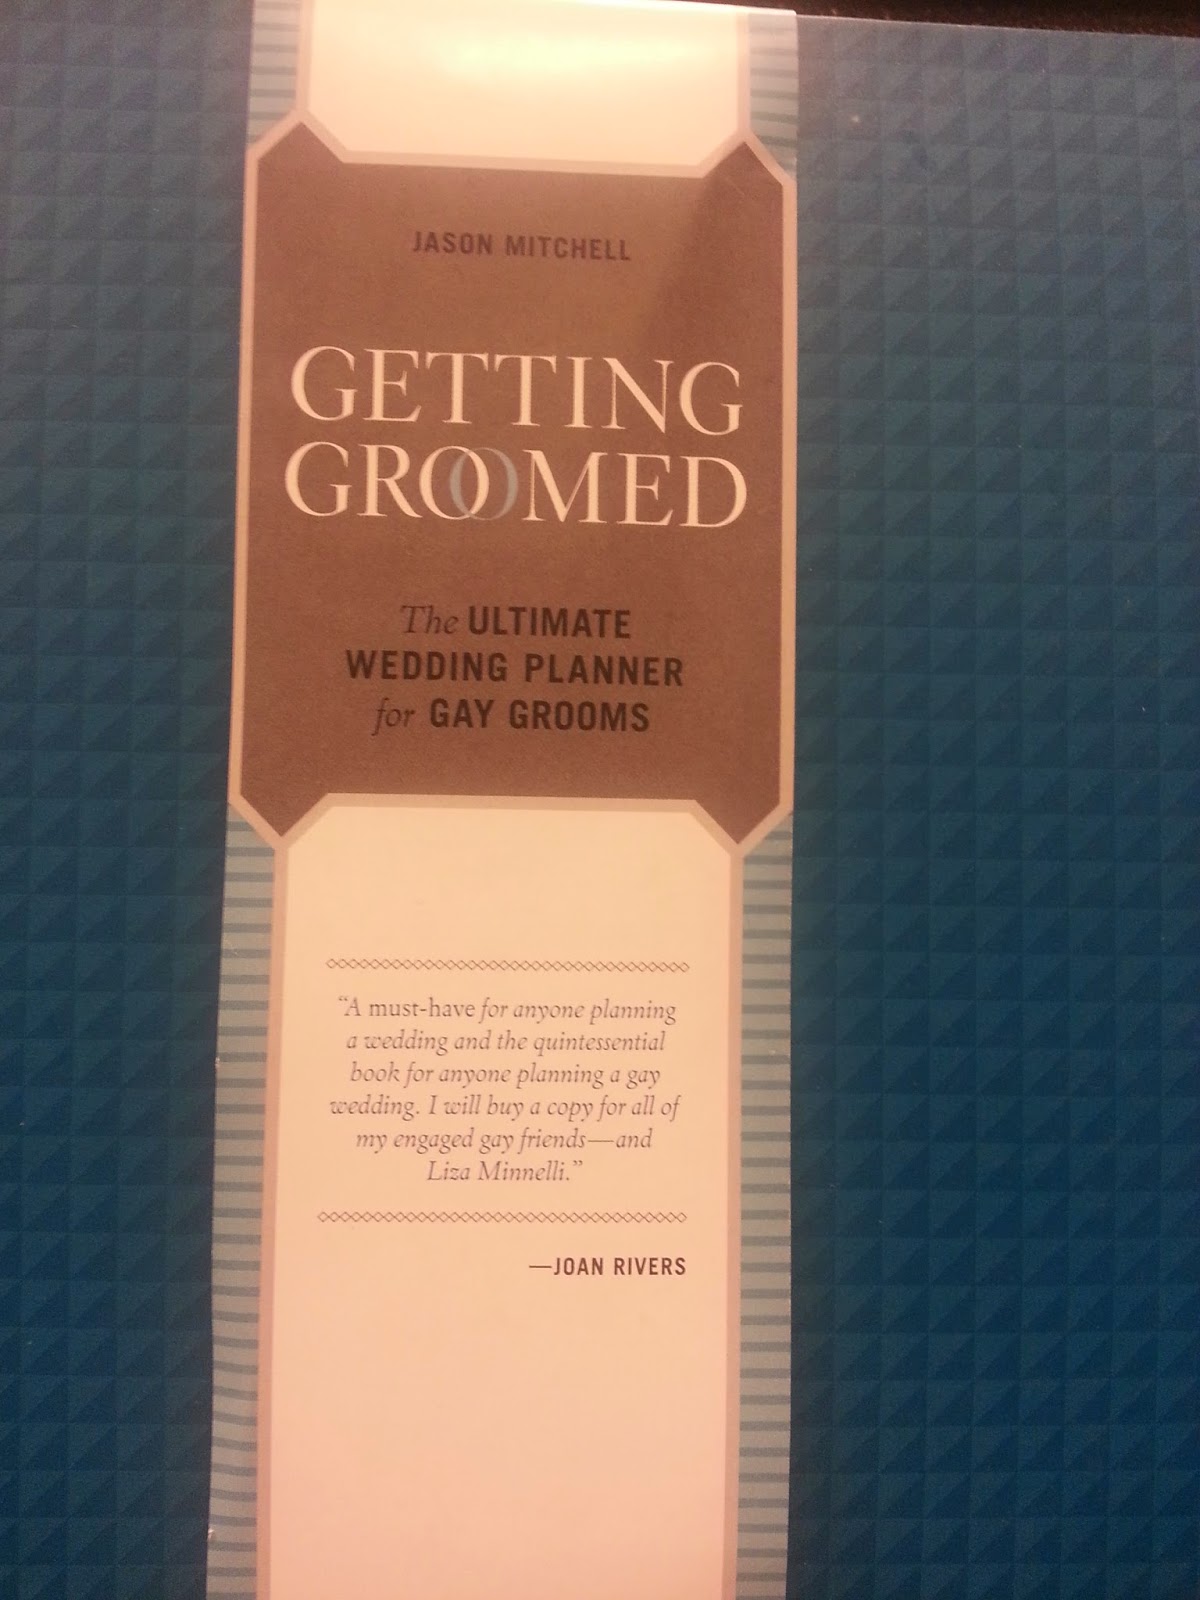 JASON MITCHELL
GETTING
GROOMED
The ULTIMATE
WEDDING PLANNER
for GAY GROOMS
“A must-have for anyone planning
a wedding and the quintessential
book for anyone planning a gay
wedding. I will buy a copy for all of
my engaged gay friends—and
Liza Minnelli.”
—JOAN RIVERS